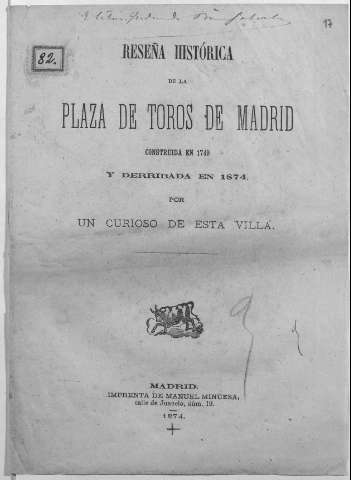 17
82.
RESEÑA HISTÓRICA
DE LA
PLAZA DE TOROS DE MADRID
CONSTRUIDA EN 1749
Y DERRIBADA EN 1874,
POR
UN CURIOSO DE ESTA VILLA.
MADRID.
IMPRENTA DE MANUEL MINUESA,
calle de Juanelo, núm. 19.
1874.